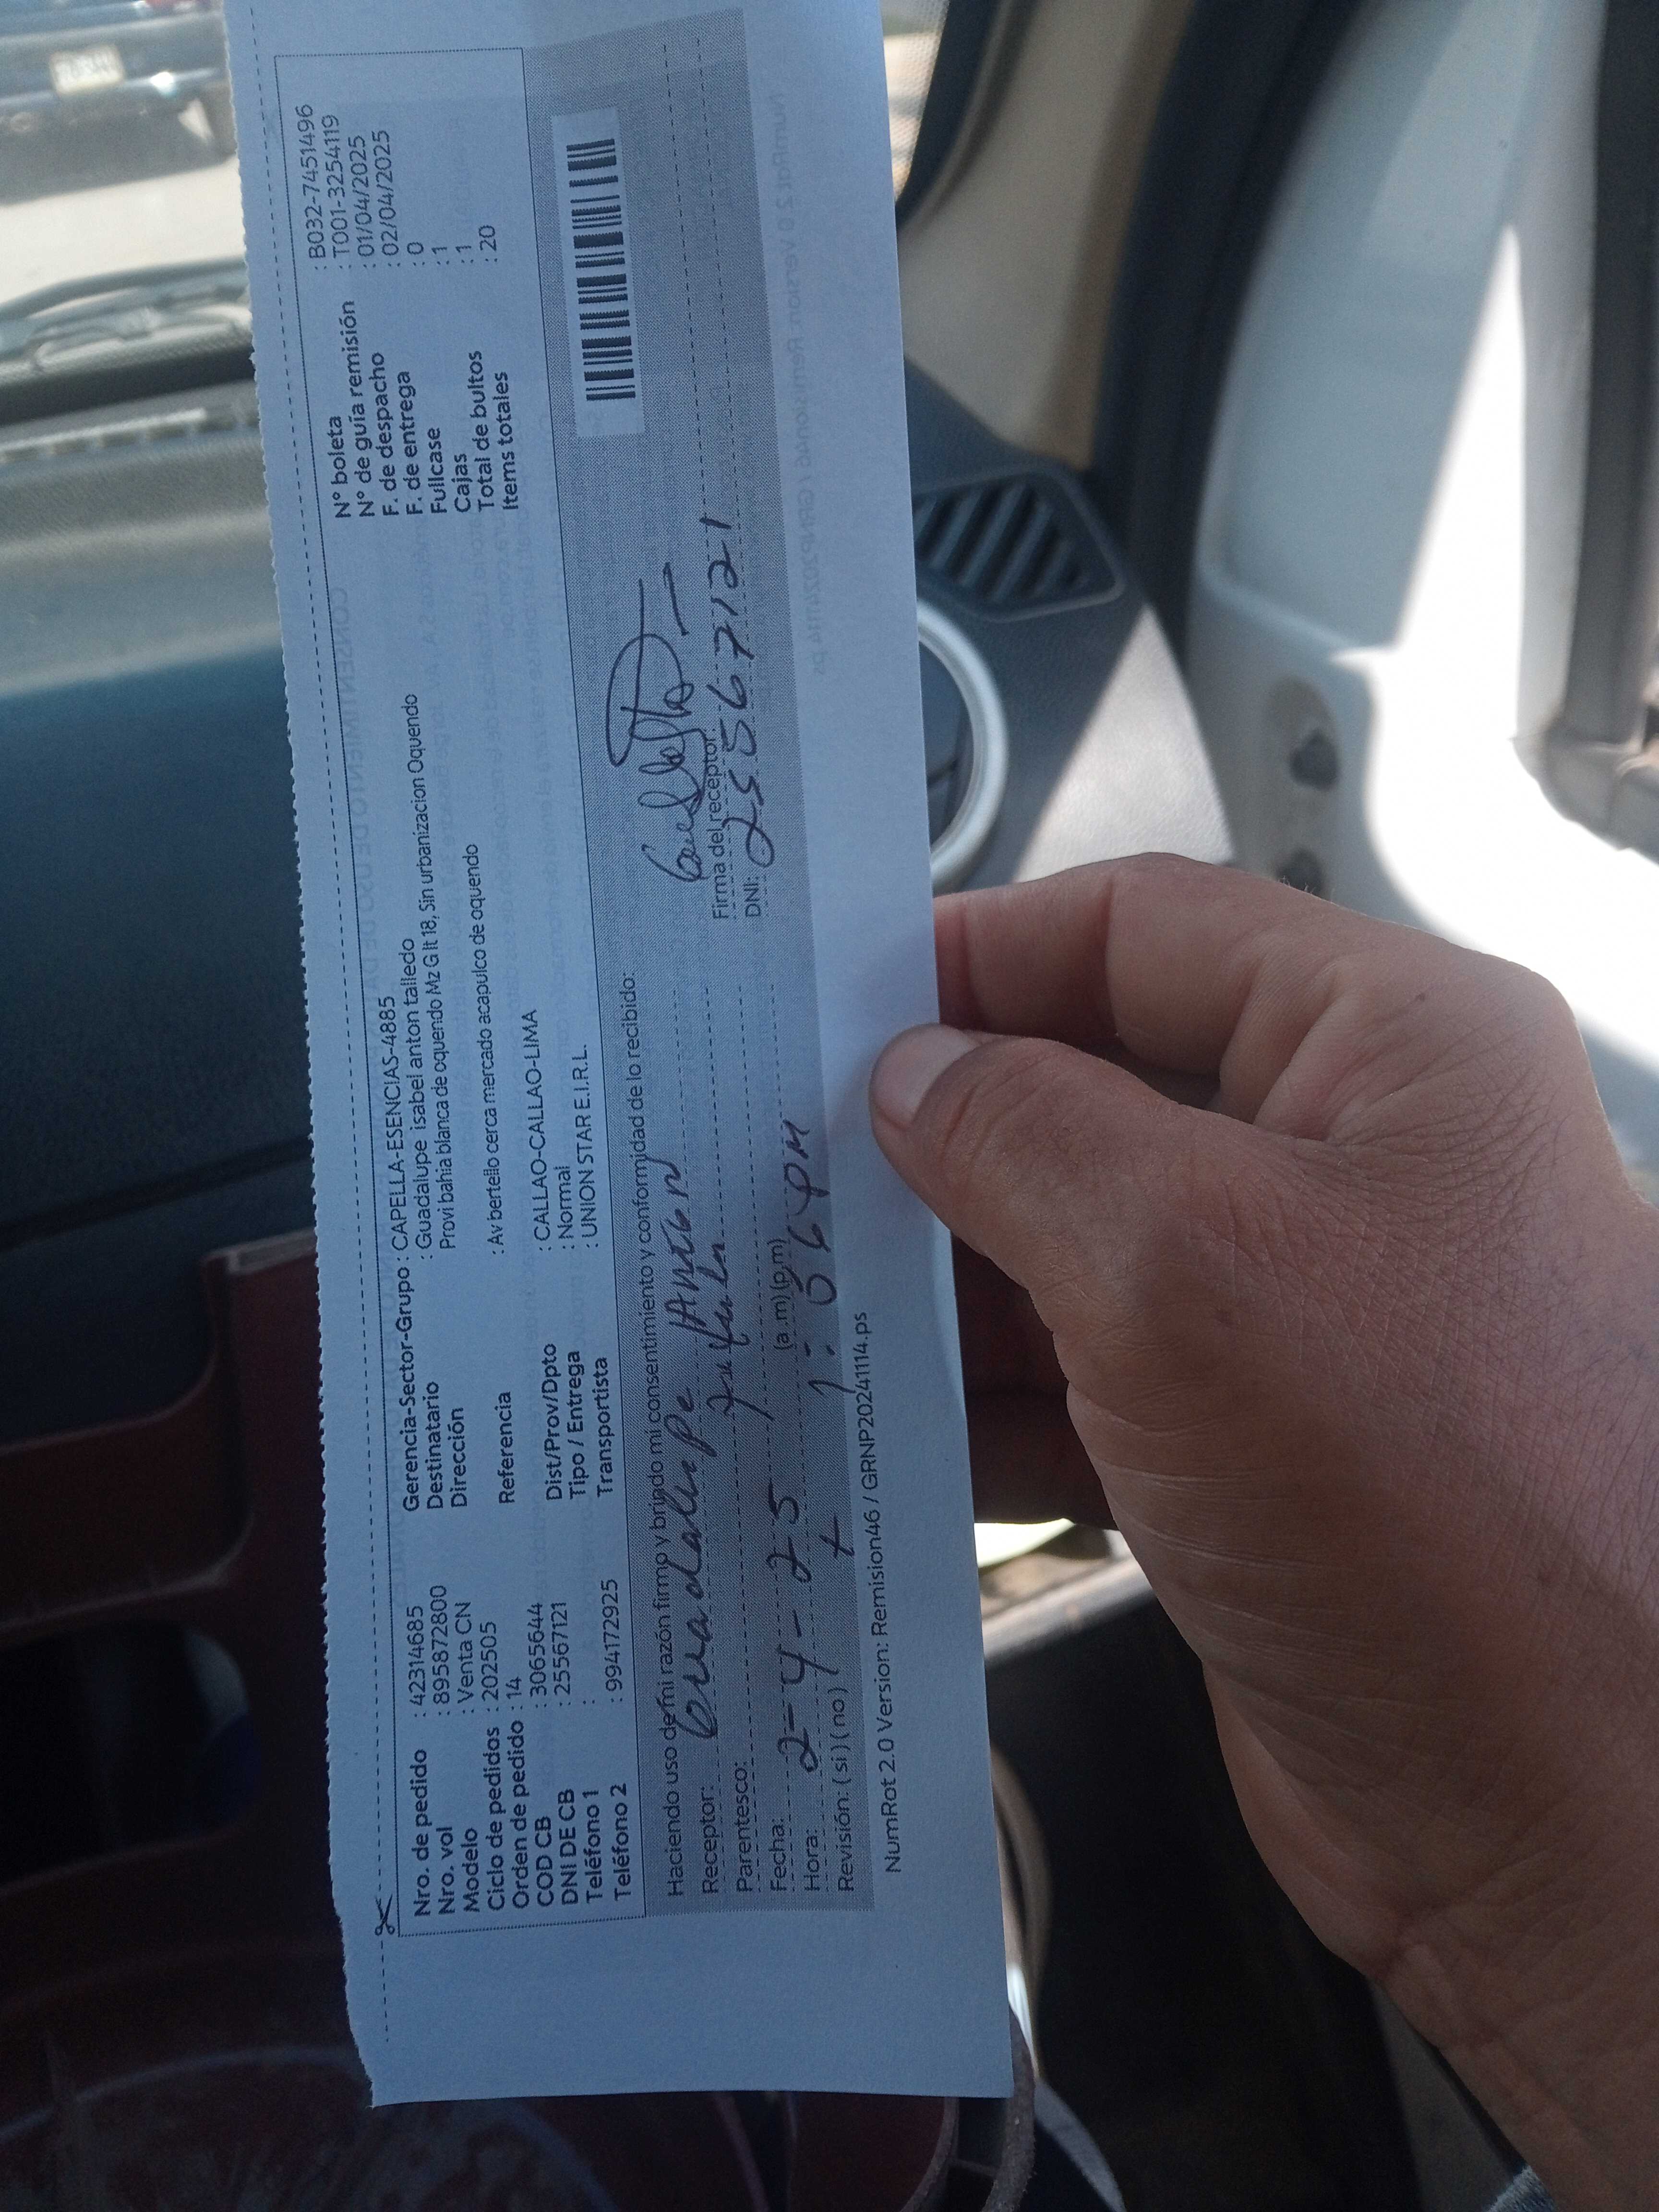 Nro. de pedido : 42314685
Nro. vol : 895872800
Modelo : Venta CN
Ciclo de pedidos : 202505
Orden de pedido : 14
COD CB : 3065644
DNI DE CB : 25567121
Teléfono 1 :
Teléfono 2 : 994172925
Gerencia-Sector-Grupo : CAPELLA-ESENCIAS-4885
Destinatario : Guadalupe isabel anton talledo
Dirección Provi bahia blanca de oquendo Mz G lt 18, Sin urbanizacion Oquendo
Referencia : Av bertello cerca mercado acapulco de oquendo
Dist/Prov/Dpto : CALLAO-CALLAO-LIMA
Tipo / Entrega : Normal
Transportista : UNION STAR E.I.R.L.
N° boleta : B032-7451496
N° de guía remisión : T001-3254119
F. de despacho : 01/04/2025
F. de entrega : 02/04/2025
Fullcase : 0
Cajas : 1
Total de bultos : 1
Items totales : 20
Haciendo uso de mi razón firmo y brindo mi consentimiento y conformidad de lo recibido:
Receptor: Guadalupe Anton
Parentesco:
Fecha: 2-4-25
(a.m) (p.m)
Hora: 1:06 pm
Revisión: (si) (no)
Firma del receptor:
DNI: 25567121
NumRot 2.0 Version: Remision46 / GRNP20241114.ps